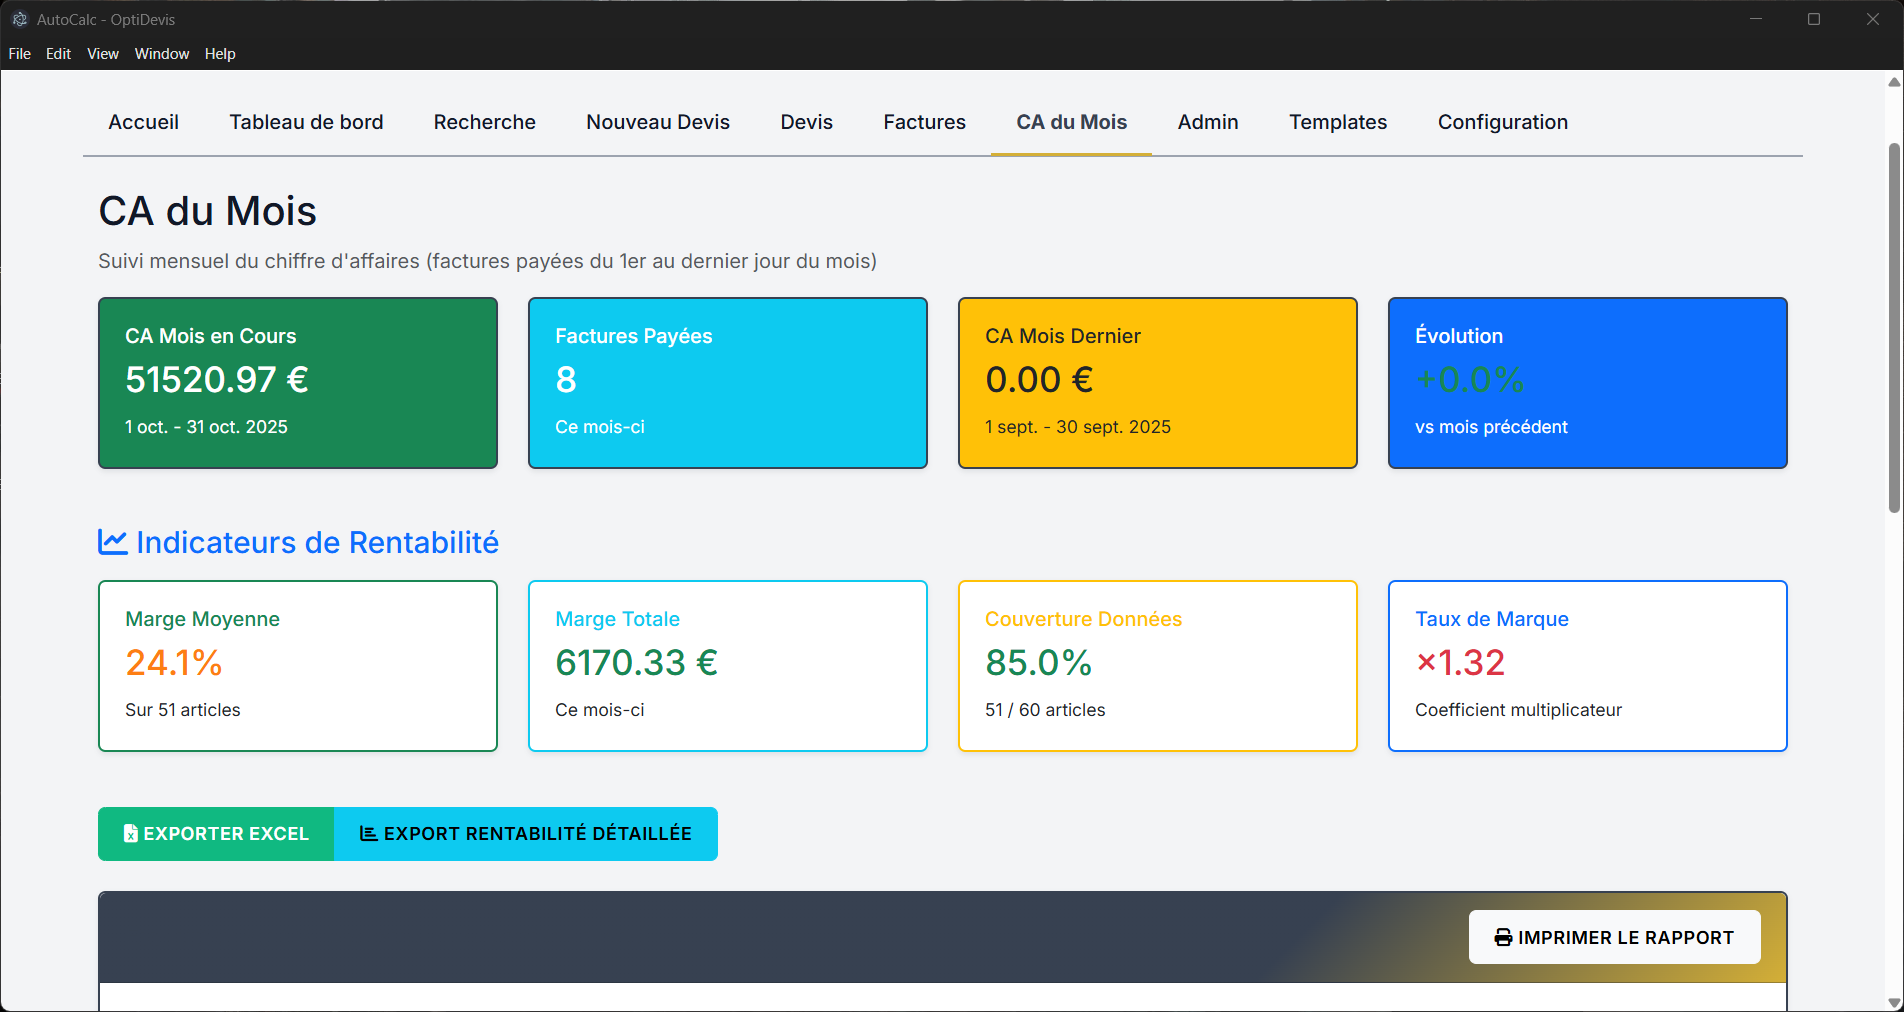 AutoCalc - OptiDevis
File Edit View Window Help
Accueil Tableau de bord Recherche Nouveau Devis Devis Factures CA du Mois Admin Templates Configuration
CA du Mois
Suivi mensuel du chiffre d'affaires (factures payées du 1er au dernier jour du mois)
CA Mois en Cours
51520.97 €
1 oct. - 31 oct. 2025
Factures Payées
8
Ce mois-ci
CA Mois Dernier
0.00 €
1 sept. - 30 sept. 2025
Évolution
+0.0%
vs mois précédent
Indicateurs de Rentabilité
Marge Moyenne
24.1%
Sur 51 articles
Marge Totale
6170.33 €
Ce mois-ci
Couverture Données
85.0%
51 / 60 articles
Taux de Marque
×1.32
Coefficient multiplicateur
EXPORTER EXCEL
EXPORT RENTABILITÉ DÉTAILLÉE
IMPRIMER LE RAPPORT